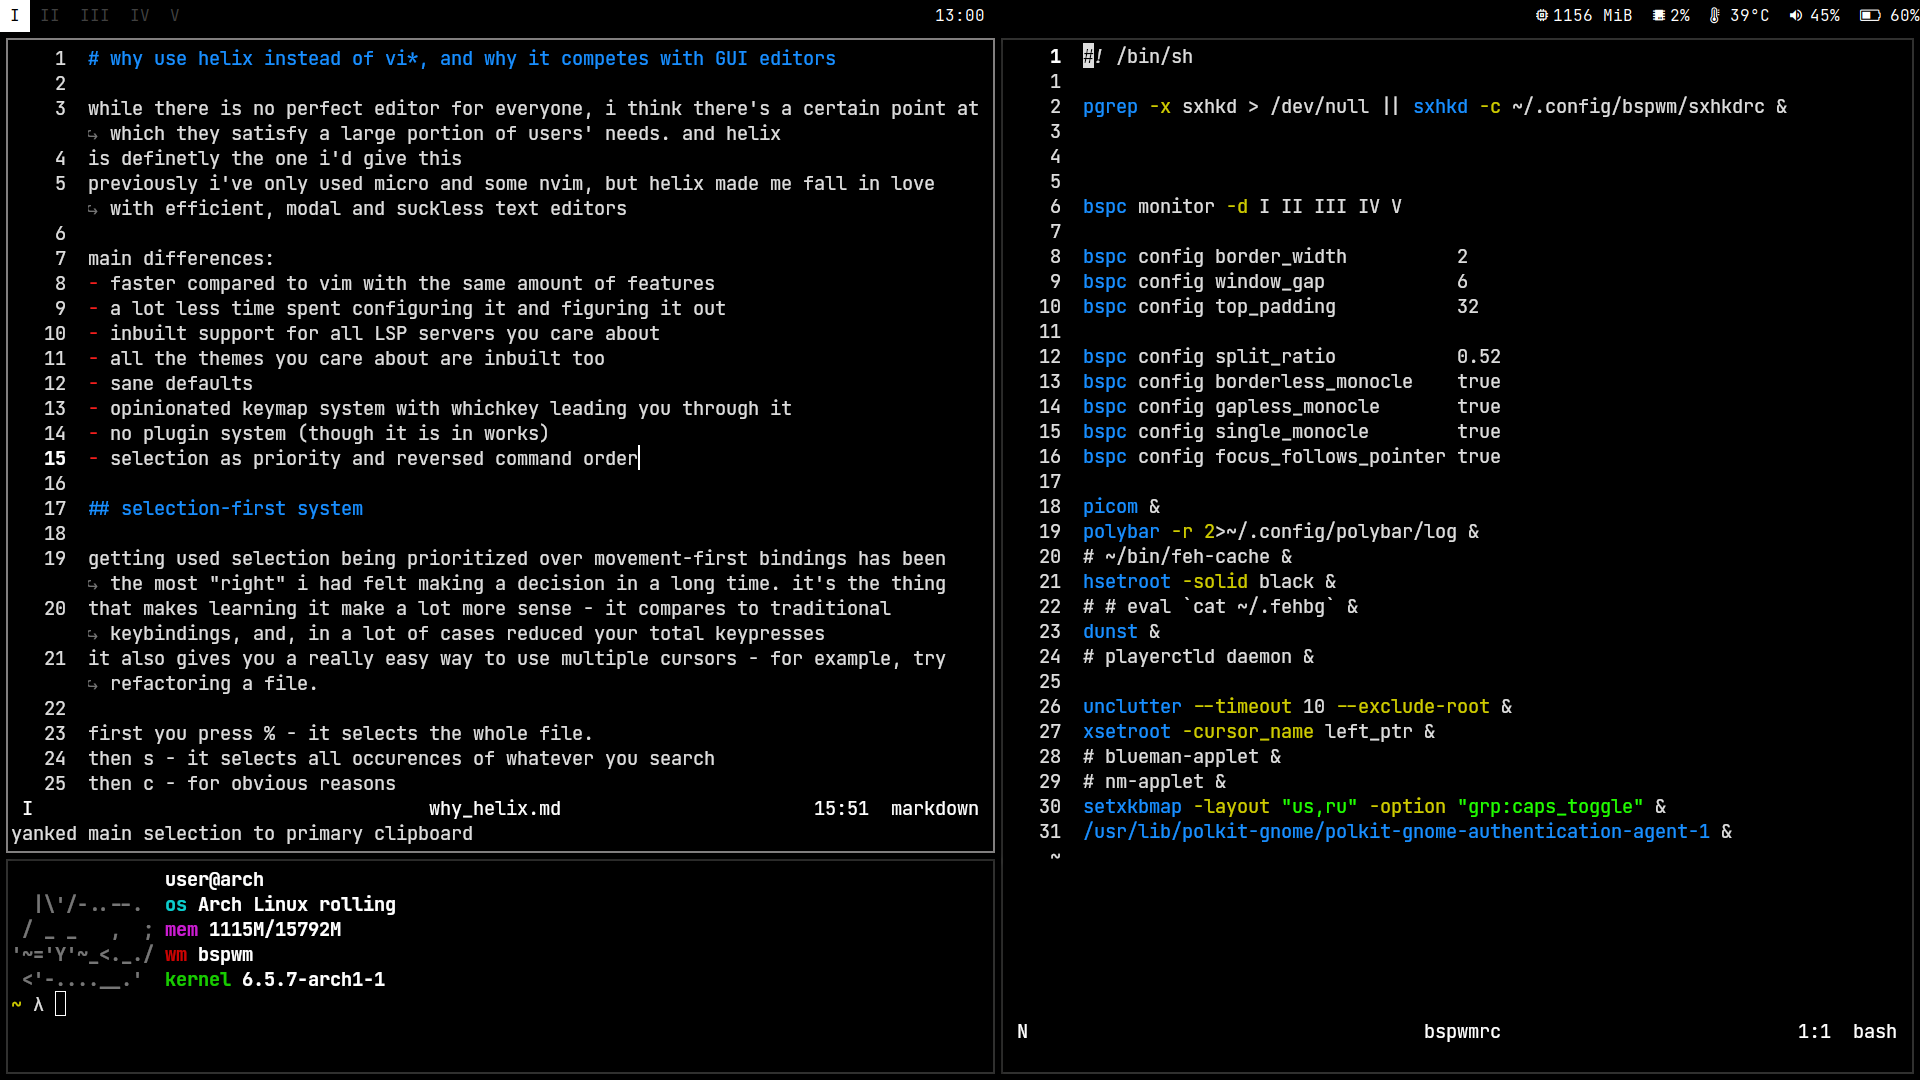 I II III IV V 13:00 1156 MiB 2% 39°C 45% 60%
1 # why use helix instead of vi*, and why it competes with GUI editors
2
3 while there is no perfect editor for everyone, i think there's a certain point at
↪ which they satisfy a large portion of users' needs. and helix
4 is definetly the one i'd give this
5 previously i've only used micro and some nvim, but helix made me fall in love
↪ with efficient, modal and suckless text editors
6
7 main differences:
8 - faster compared to vim with the same amount of features
9 - a lot less time spent configuring it and figuring it out
10 - inbuilt support for all LSP servers you care about
11 - all the themes you care about are inbuilt too
12 - sane defaults
13 - opinionated keymap system with whichkey leading you through it
14 - no plugin system (though it is in works)
15 - selection as priority and reversed command order
16
17 ## selection-first system
18
19 getting used selection being prioritized over movement-first bindings has been
↪ the most "right" i had felt making a decision in a long time. it's the thing
20 that makes learning it make a lot more sense - it compares to traditional
↪ keybindings, and, in a lot of cases reduced your total keypresses
21 it also gives you a really easy way to use multiple cursors - for example, try
↪ refactoring a file.
22
23 first you press % - it selects the whole file.
24 then s - it selects all occurences of whatever you search
25 then c - for obvious reasons
I why_helix.md 15:51 markdown
yanked main selection to primary clipboard
user@arch
|\'/-..--. os Arch Linux rolling
/ _ _ , ; mem 1115M/15792M
'~='Y'~_<._./ wm bspwm
<'-....__.' kernel 6.5.7-arch1-1
~ λ
1 #! /bin/sh
1
2 pgrep -x sxhkd > /dev/null || sxhkd -c ~/.config/bspwm/sxhkdrc &
3
4
5
6 bspc monitor -d I II III IV V
7
8 bspc config border_width 2
9 bspc config window_gap 6
10 bspc config top_padding 32
11
12 bspc config split_ratio 0.52
13 bspc config borderless_monocle true
14 bspc config gapless_monocle true
15 bspc config single_monocle true
16 bspc config focus_follows_pointer true
17
18 picom &
19 polybar -r 2>~/.config/polybar/log &
20 # ~/bin/feh-cache &
21 hsetroot -solid black &
22 # # eval `cat ~/.fehbg` &
23 dunst &
24 # playerctld daemon &
25
26 unclutter --timeout 10 --exclude-root &
27 xsetroot -cursor_name left_ptr &
28 # blueman-applet &
29 # nm-applet &
30 setxkbmap -layout "us,ru" -option "grp:caps_toggle" &
31 /usr/lib/polkit-gnome/polkit-gnome-authentication-agent-1 &
~
N bspwmrc 1:1 bash